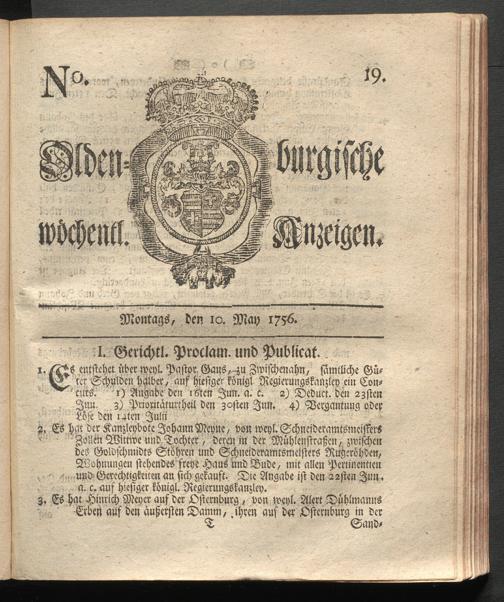 No. 19.
Olden- burgische
wöchentl. Anzeigen.
Montags, den 10. May 1756.
I. Gerichtl. Proclam. und Publicat.
1. Es entstehet über weyl. Pastor Gans, zu Zwischenahn, sämtliche Gü-
ter Schulden halber, auf hiesiger königl. Regierungskanzley ein Con-
curs. 1) Angabe den 16ten Jun. a. c. 2) Deduct. den 23sten
Jun. 3) Prioritäturtheil den 30sten Jun. 4) Vergantung oder
Löse den 14ten Julii
2. Es hat der Kanzleybote Johann Meyne, von weyl. Schneideramtsmeisters
Zollen Wittwe und Tochter, deren in der Mühlenstraßen, zwischen
des Goldschmidts Stöhren und Schneideramtsmeisters
Wohnungen stehendes freye Haus und Bude, mit allen Pertinentien
und Gerechtigkeiten an sich gekauft. Die Angabe ist den 22sten Jun.
a. c. auf hiesiger königl. Regierungskanzley.
3. Es hat Hinrich Meyer auf der Osternburg, von weyl. Alert Dühlmanns
Erben auf den äußersten Damm, ihren auf der Osternburg in der
T Sand-